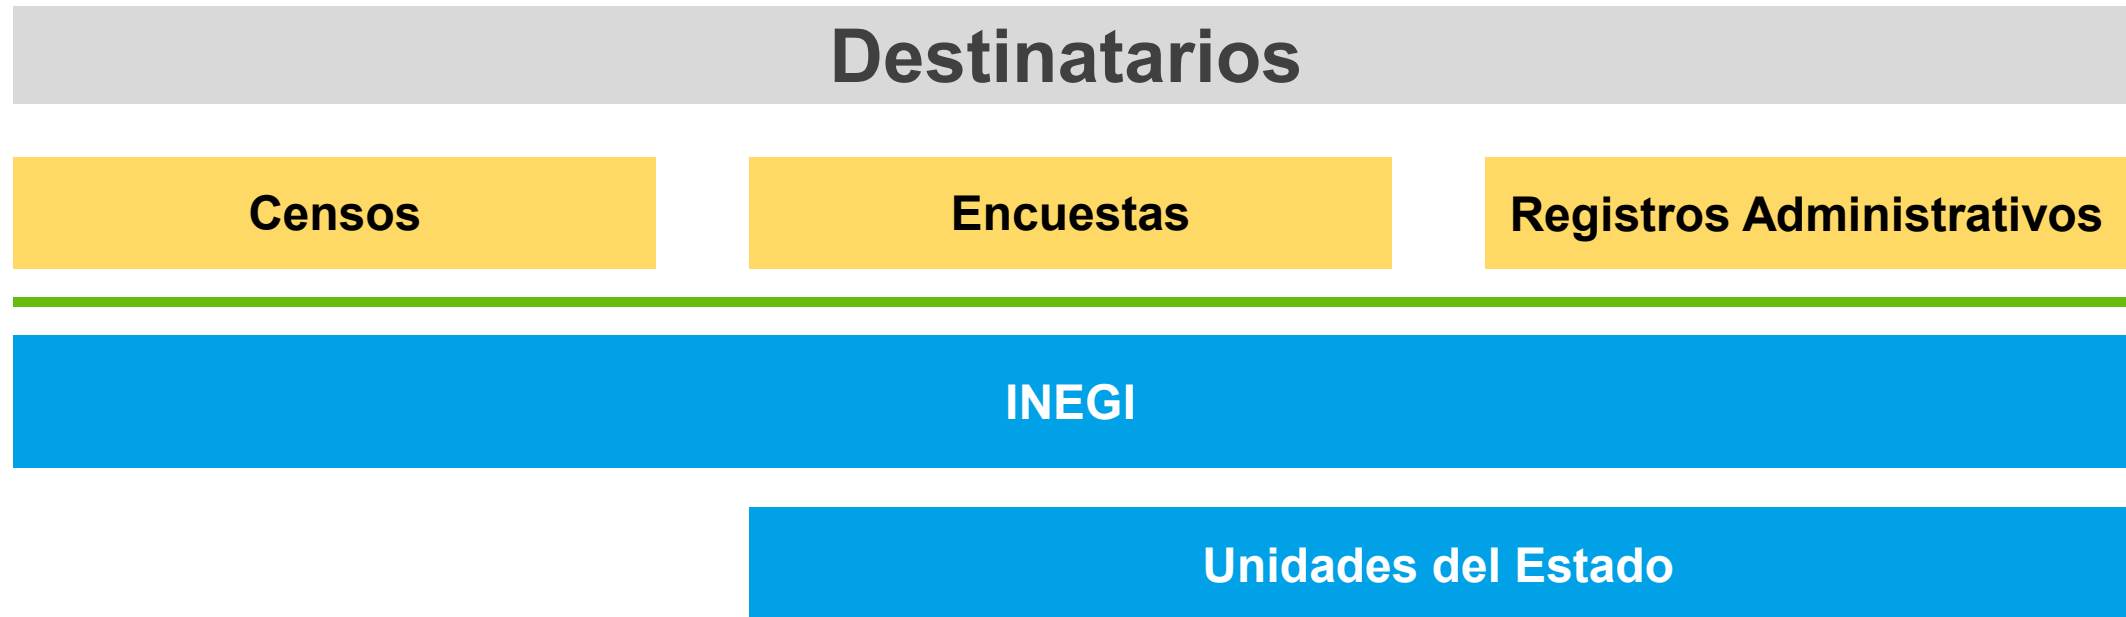 Destinatarios
Censos
Encuestas
Registros Administrativos
INEGI
Unidades del Estado